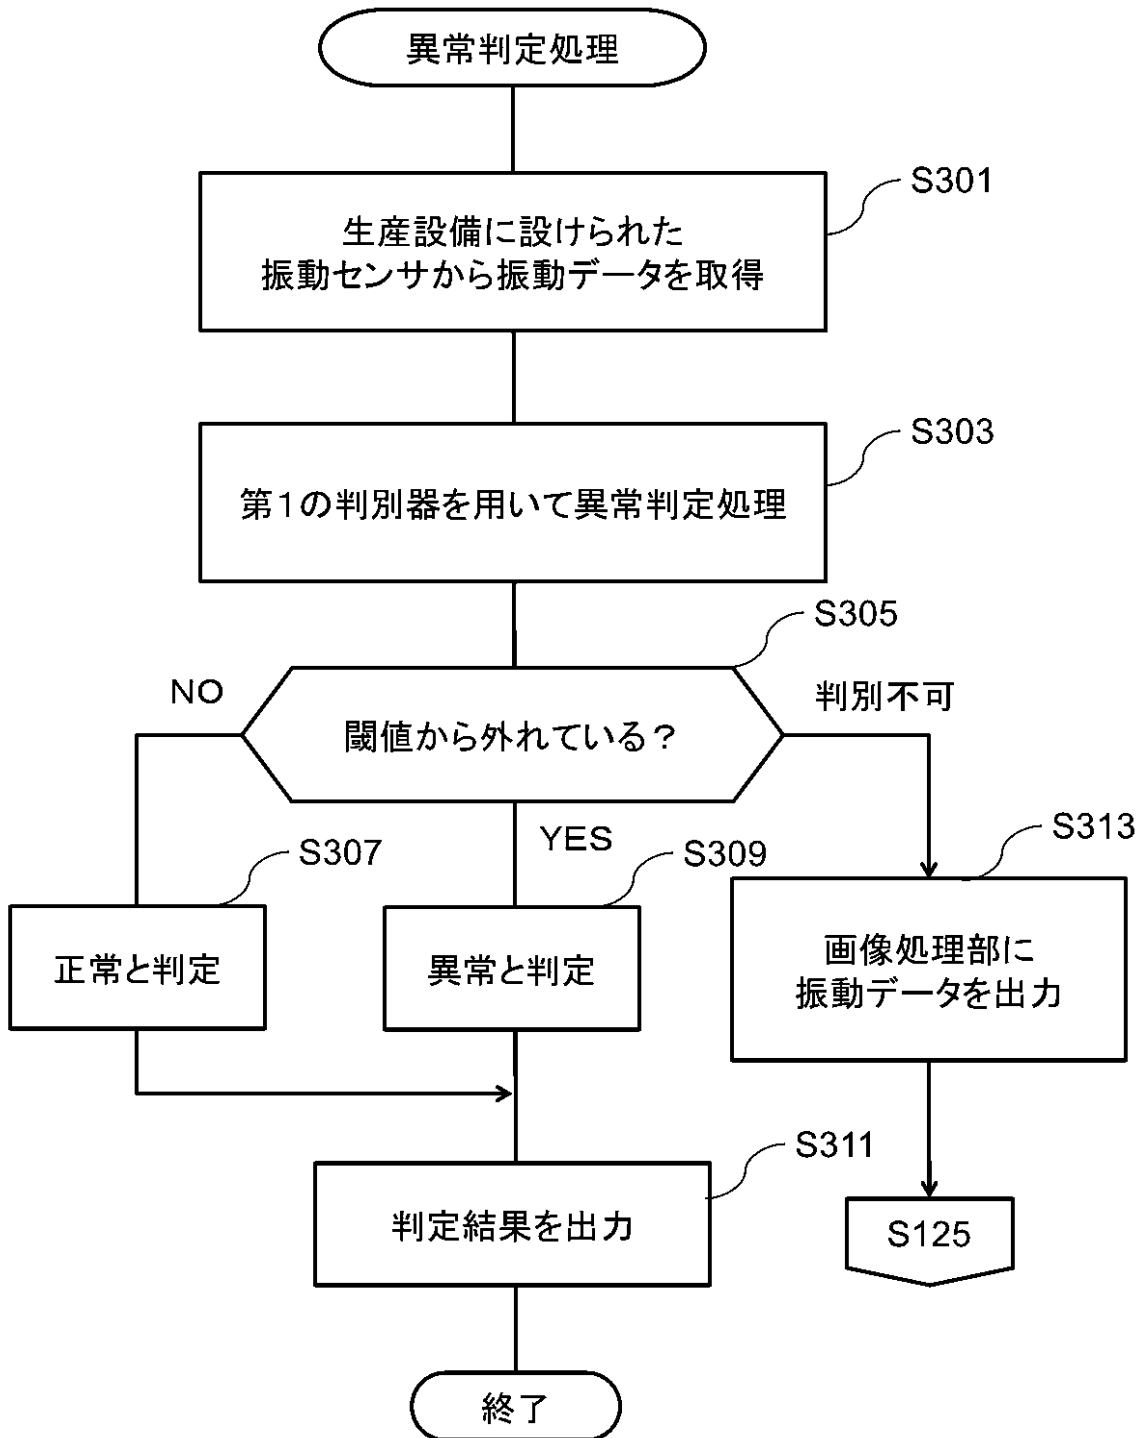 異常判定処理
S301
生産設備に設けられた
振動センサから振動データを取得
S303
第1の判別器を用いて異常判定処理
S305
NO
判別不可
閾値から外れている?
YES
S307
S309
S313
正常と判定
異常と判定
画像処理部に
振動データを出力
S311
判定結果を出力
S125
終了